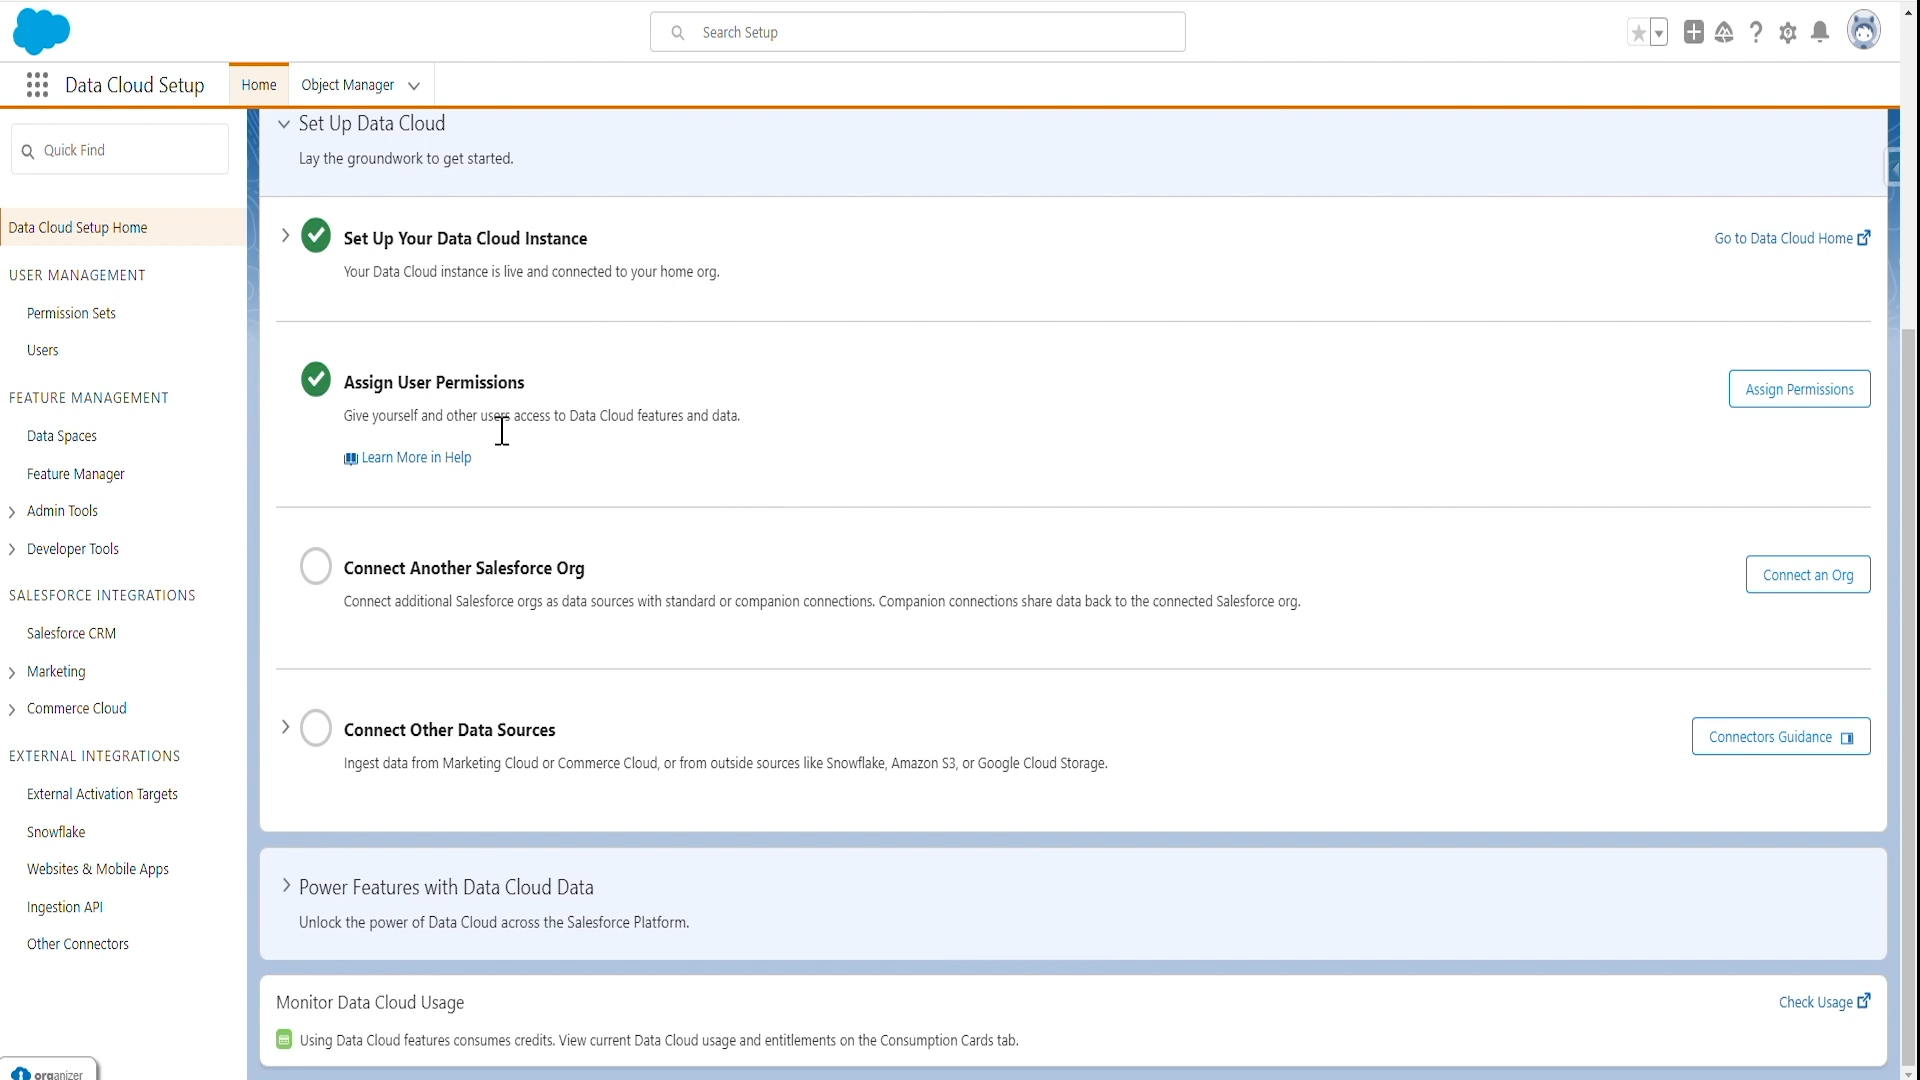 Search Setup
Data Cloud Setup
Home
Object Manager
Quick Find
Data Cloud Setup Home
USER MANAGEMENT
Permission Sets
Users
FEATURE MANAGEMENT
Data Spaces
Feature Manager
Admin Tools
Developer Tools
SALESFORCE INTEGRATIONS
Salesforce CRM
Marketing
Commerce Cloud
EXTERNAL INTEGRATIONS
External Activation Targets
Snowflake
Websites & Mobile Apps
Ingestion API
Other Connectors
organizer
Set Up Data Cloud
Lay the groundwork to get started.
Set Up Your Data Cloud Instance
Go to Data Cloud Home
Your Data Cloud instance is live and connected to your home org.
Assign User Permissions
Assign Permissions
Give yourself and other users access to Data Cloud features and data.
Learn More in Help
Connect Another Salesforce Org
Connect an Org
Connect additional Salesforce orgs as data sources with standard or companion connections. Companion connections share data back to the connected Salesforce org.
Connect Other Data Sources
Connectors Guidance
Ingest data from Marketing Cloud or Commerce Cloud, or from outside sources like Snowflake, Amazon S3, or Google Cloud Storage.
Power Features with Data Cloud Data
Unlock the power of Data Cloud across the Salesforce Platform.
Monitor Data Cloud Usage
Check Usage
Using Data Cloud features consumes credits. View current Data Cloud usage and entitlements on the Consumption Cards tab.